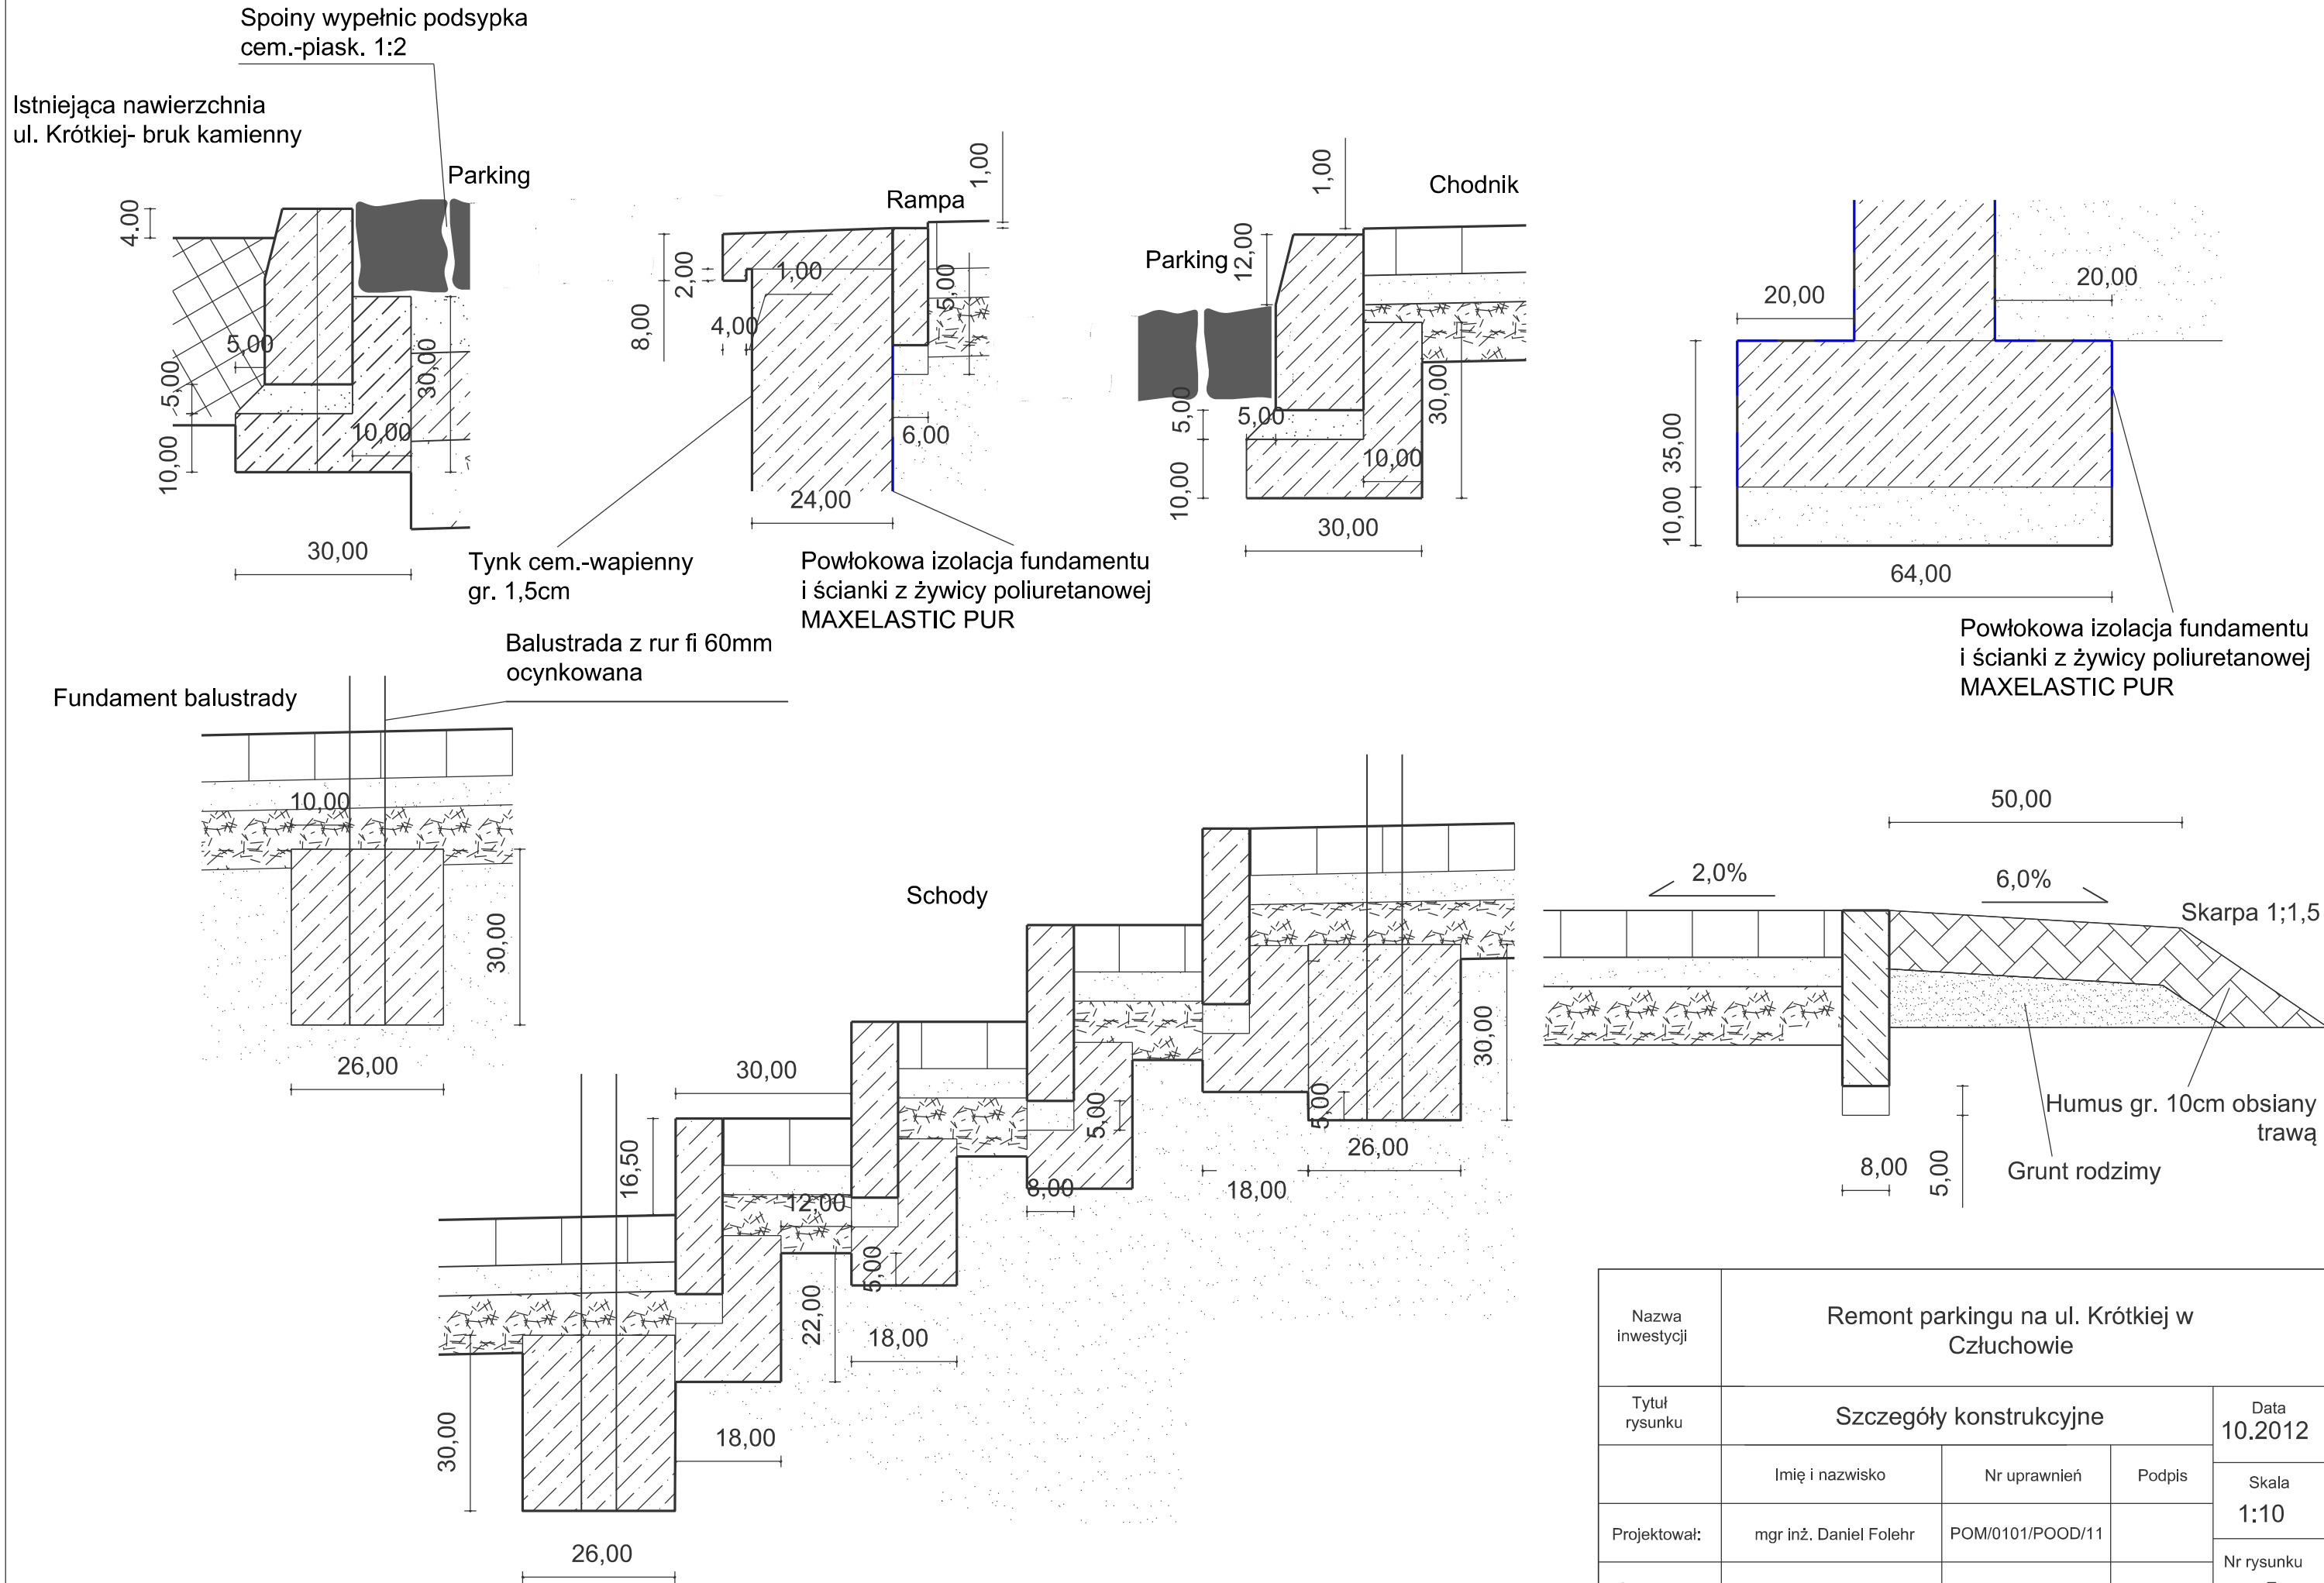 Spoiny wypełnic podsypka
cem.-piask. 1:2
Istniejąca nawierzchnia
ul. Krótkiej- bruk kamienny
Parking
4.00
5,00
5,00
10,00
10,00
30,00
30,00
Rampa
1,00
2,00
8,00
1,00
4,00
5,00
6,00
24,00
Tynk cem.-wapienny
gr. 1,5cm
Powłokowa izolacja fundamentu
i ścianki z żywicy poliuretanowej
MAXELASTIC PUR
1,00
Chodnik
Parking
12,00
5,00
5,00
10,00
10,00
30,00
30,00
20,00
20,00
35,00
10,00
64,00
Powłokowa izolacja fundamentu
i ścianki z żywicy poliuretanowej
MAXELASTIC PUR
Balustrada z rur fi 60mm
ocynkowana
Fundament balustrady
10,00
30,00
26,00
Schody
30,00
16,50
12,00
5,00
22,00
18,00
18,00
30,00
26,00
5,00
8,00
5,00
18,00
26,00
30,00
50,00
2,0%
6,0%
Skarpa 1;1,5
Humus gr. 10cm obsiany
trawą
Grunt rodzimy
8,00
5,00
Nazwa
inwestycji
Remont parkingu na ul. Krótkiej w
Człuchowie
Tytuł
rysunku
Szczegóły konstrukcyjne
Data
10.2012
Imię i nazwisko
Nr uprawnień
Podpis
Skala
1:10
Projektował:
mgr inż. Daniel Folehr
POM/0101/POOD/11
Nr rysunku